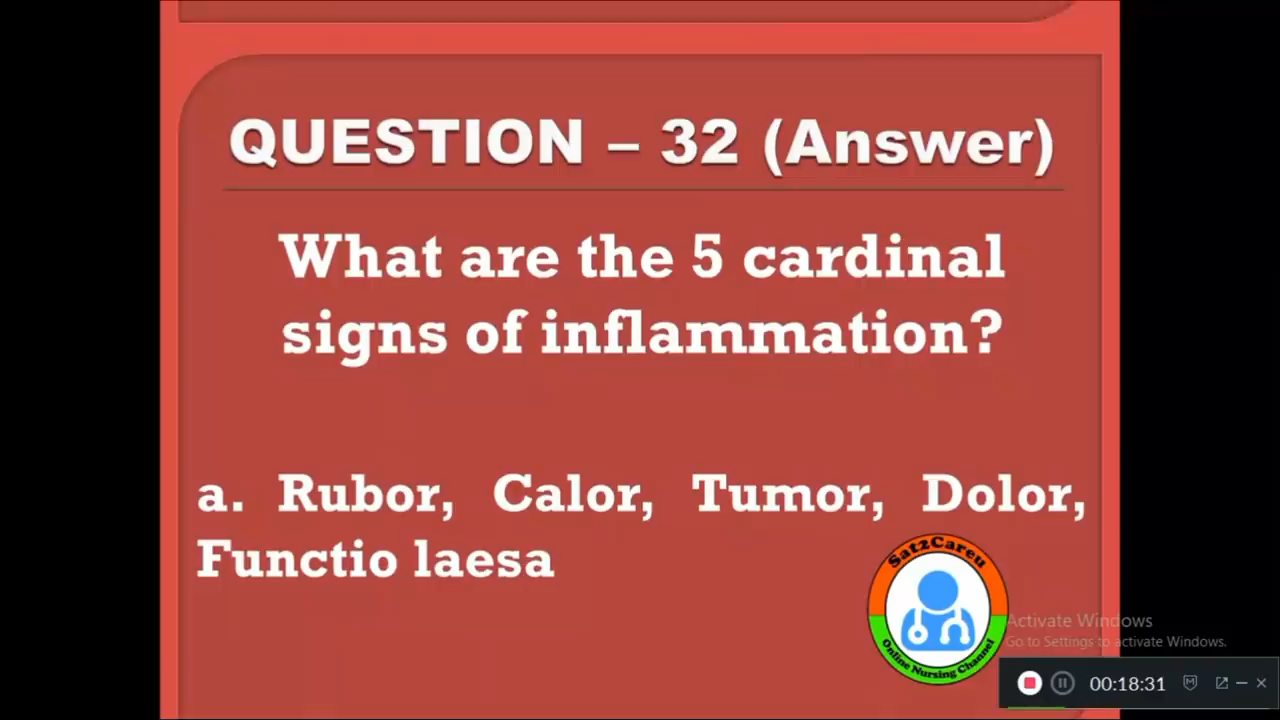 QUESTION – 32 (Answer)
What are the 5 cardinal
signs of inflammation?
a. Rubor, Calor, Tumor, Dolor,
Functio laesa
Sat2Careu
Online Nursing Channel
Activate Windows
Go to Settings to activate Windows.
00:18:31